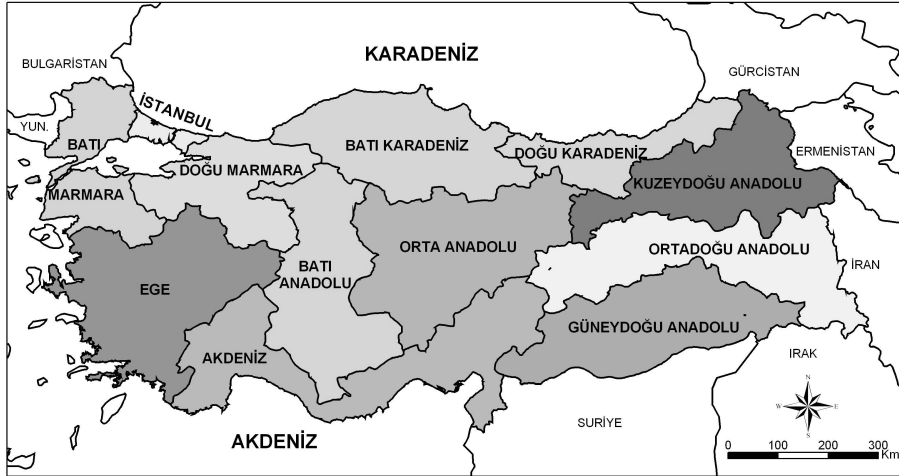 KARADENİZ
BULGARİSTAN
GÜRCİSTAN
İSTANBUL
YUN.
BATI
BATI KARADENİZ
DOĞU KARADENİZ
ERMENİSTAN
DOĞU MARMARA
MARMARA
KUZEYDOĞU ANADOLU
ORTA ANADOLU
ORTADOĞU ANADOLU
BATI
ANADOLU
İRAN
EGE
GÜNEYDOĞU ANADOLU
AKDENİZ
IRAK
N
W E
S
SURİYE
AKDENİZ
0 100 200 300
Km